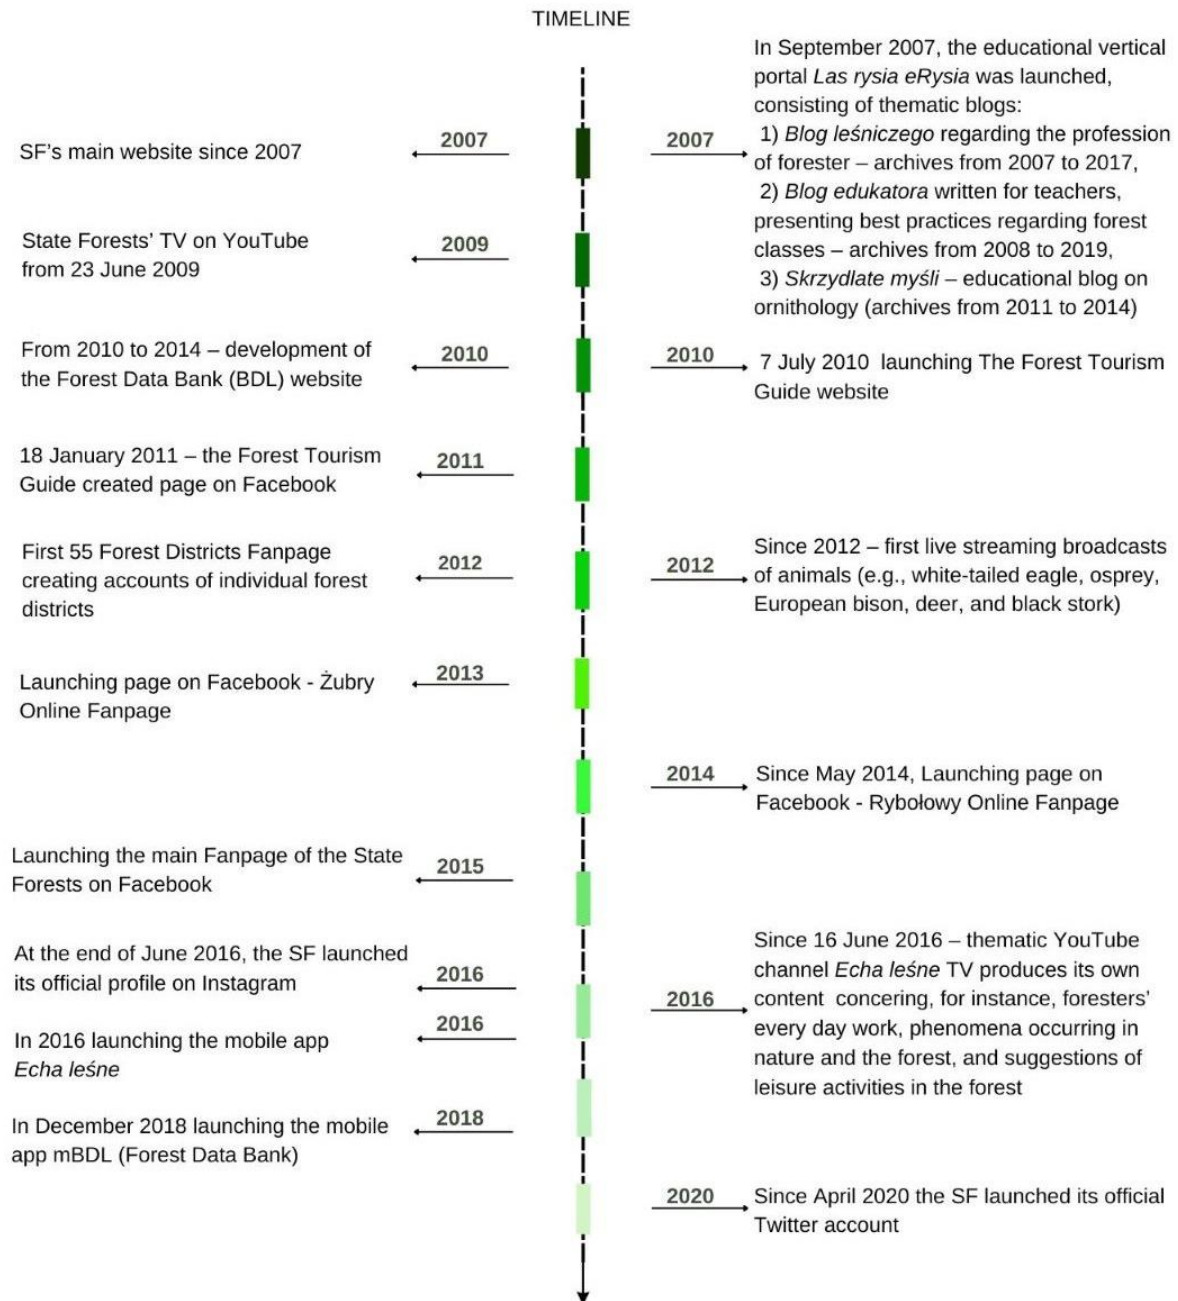 TIMELINE
2007
SF's main website since 2007
2007
In September 2007, the educational vertical
portal Las rysia eRysia was launched,
consisting of thematic blogs:
1) Blog leśniczego regarding the profession
of forester – archives from 2007 to 2017,
2) Blog edukatora written for teachers,
presenting best practices regarding forest
classes – archives from 2008 to 2019,
3) Skrzydlate myśli – educational blog on
ornithology (archives from 2011 to 2014)
2009
State Forests' TV on YouTube
from 23 June 2009
2010
From 2010 to 2014 – development of
the Forest Data Bank (BDL) website
2010
7 July 2010 launching The Forest Tourism
Guide website
2011
18 January 2011 – the Forest Tourism
Guide created page on Facebook
2012
First 55 Forest Districts Fanpage
creating accounts of individual forest
districts
2012
Since 2012 – first live streaming broadcasts
of animals (e.g., white-tailed eagle, osprey,
European bison, deer, and black stork)
2013
Launching page on Facebook - Żubry
Online Fanpage
2014
Since May 2014, Launching page on
Facebook - Rybołowy Online Fanpage
2015
Launching the main Fanpage of the State
Forests on Facebook
2016
At the end of June 2016, the SF launched
its official profile on Instagram
2016
In 2016 launching the mobile app
Echa leśne
2016
Since 16 June 2016 – thematic YouTube
channel Echa leśne TV produces its own
content concering, for instance, foresters'
every day work, phenomena occurring in
nature and the forest, and suggestions of
leisure activities in the forest
2018
In December 2018 launching the mobile
app mBDL (Forest Data Bank)
2020
Since April 2020 the SF launched its official
Twitter account